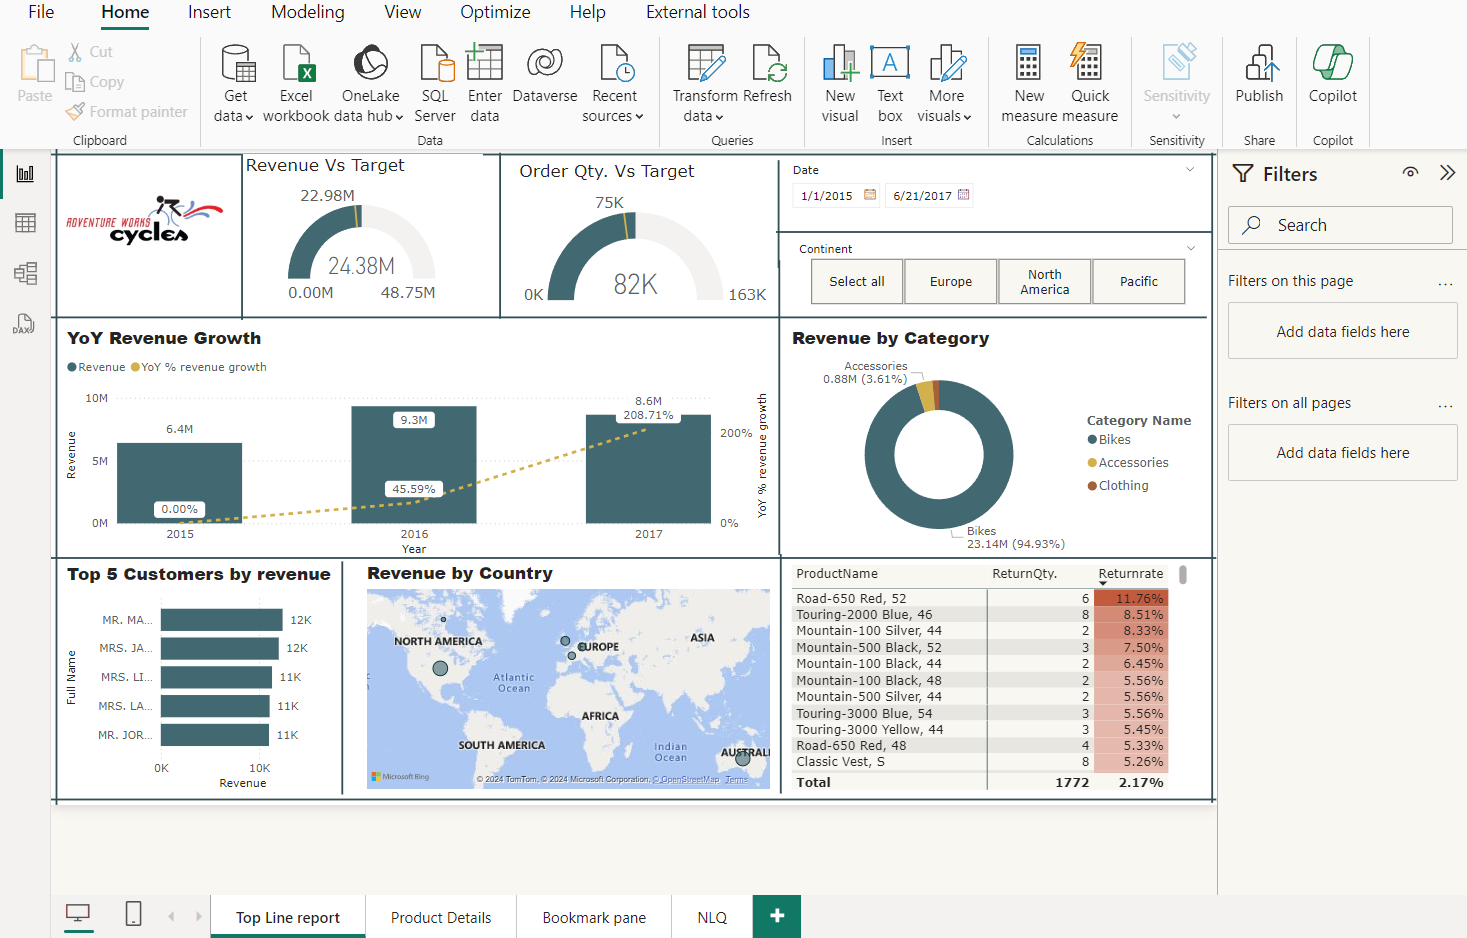 File Home Insert Modeling View Optimize Help External tools
Paste
Cut
Copy
Format painter
Clipboard
Get data
Excel workbook
OneLake data hub
SQL Server
Enter data
Dataverse
Recent sources
Data
Transform data
Refresh
Queries
New visual
Text box
More visuals
Insert
New measure
Quick measure
Calculations
Sensitivity
Sensitivity
Publish
Share
Copilot
Copilot
ADVENTURE WORKS
cycles
Revenue Vs Target
22.98M
24.38M
0.00M 48.75M
Order Qty. Vs Target
75K
82K
0K 163K
Date
1/1/2015 6/21/2017
Continent
Select all
Europe
North America
Pacific
YoY Revenue Growth
Revenue YoY % revenue growth
10M
5M
0M
Revenue
6.4M
0.00%
9.3M
45.59%
8.6M
208.71%
200%
0%
YoY % revenue growth
2015 2016 2017
Year
Revenue by Category
Accessories
0.88M (3.61%)
Bikes
23.14M (94.93%)
Category Name
Bikes
Accessories
Clothing
Top 5 Customers by revenue
Full Name
MR. MA... 12K
MRS. JA... 12K
MRS. LI... 11K
MRS. LA... 11K
MR. JOR... 11K
0K 10K
Revenue
Revenue by Country
NORTH AMERICA
EUROPE
ASIA
Atlantic
Ocean
AFRICA
SOUTH AMERICA
Indian
Ocean
AUSTRALI
Microsoft Bing
© 2024 TomTom, © 2024 Microsoft Corporation, © OpenStreetMap Terms
ProductName ReturnQty. Returnrate
Road-650 Red, 52 6 11.76%
Touring-2000 Blue, 46 8 8.51%
Mountain-100 Silver, 44 2 8.33%
Mountain-500 Black, 52 3 7.50%
Mountain-100 Black, 44 2 6.45%
Mountain-100 Black, 48 2 5.56%
Mountain-500 Silver, 44 2 5.56%
Touring-3000 Blue, 54 3 5.56%
Touring-3000 Yellow, 44 3 5.45%
Road-650 Red, 48 4 5.33%
Classic Vest, S 8 5.26%
Total 1772 2.17%
Filters
Search
Filters on this page ...
Add data fields here
Filters on all pages ...
Add data fields here
DAX
Top Line report
Product Details
Bookmark pane
NLQ
+